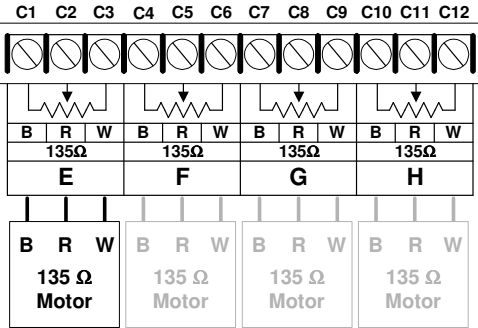 C1 C2 C3 C4 C5 C6 C7 C8 C9 C10 C11 C12
B R W B R W B R W B R W
135Ω 135Ω 135Ω 135Ω
E F G H
B R W B R W B R W B R W
135 Ω 135 Ω 135 Ω 135 Ω
Motor Motor Motor Motor